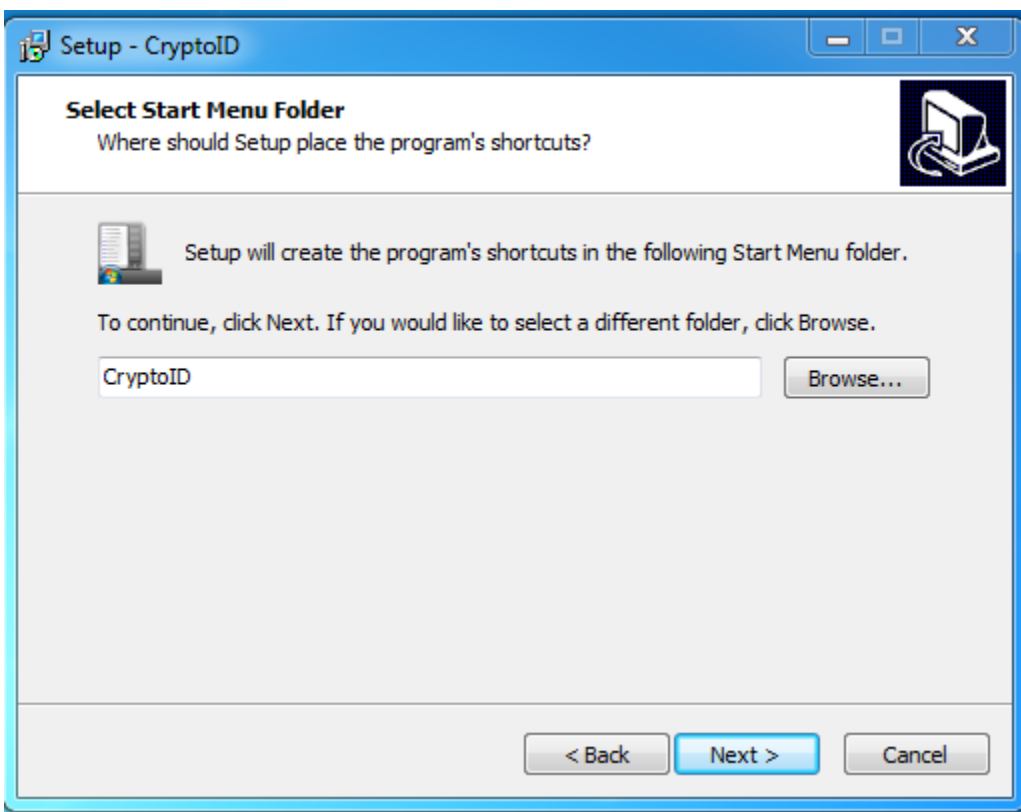 Setup - CryptoID
Select Start Menu Folder
Where should Setup place the program's shortcuts?
Setup will create the program's shortcuts in the following Start Menu folder.
To continue, click Next. If you would like to select a different folder, click Browse.
CryptoID
Browse...
< Back
Next >
Cancel